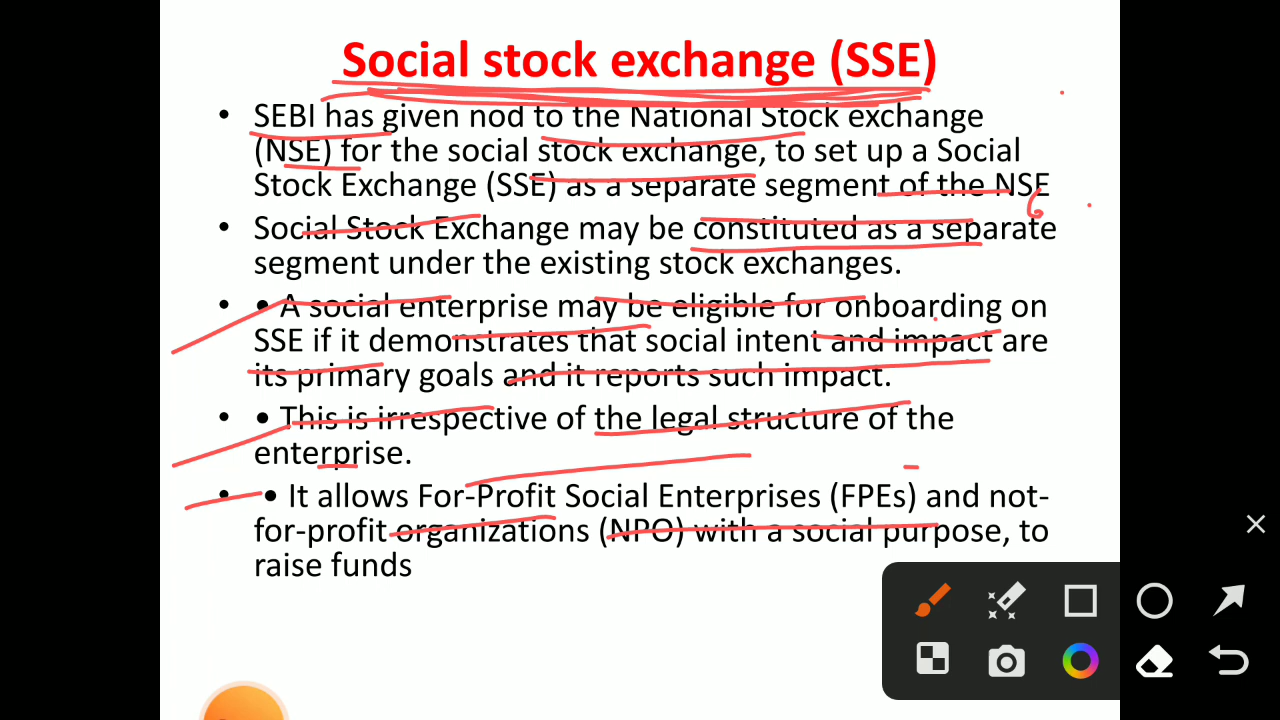 Social stock exchange (SSE)
• SEBI has given nod to the National Stock exchange
(NSE) for the social stock exchange, to set up a Social
Stock Exchange (SSE) as a separate segment of the NSE
• Social Stock Exchange may be constituted as a separate
segment under the existing stock exchanges.
• • A social enterprise may be eligible for onboarding on
SSE if it demonstrates that social intent and impact are
its primary goals and it reports such impact.
• • This is irrespective of the legal structure of the
enterprise.
• • It allows For-Profit Social Enterprises (FPEs) and not-
for-profit organizations (NPO) with a social purpose, to
raise funds